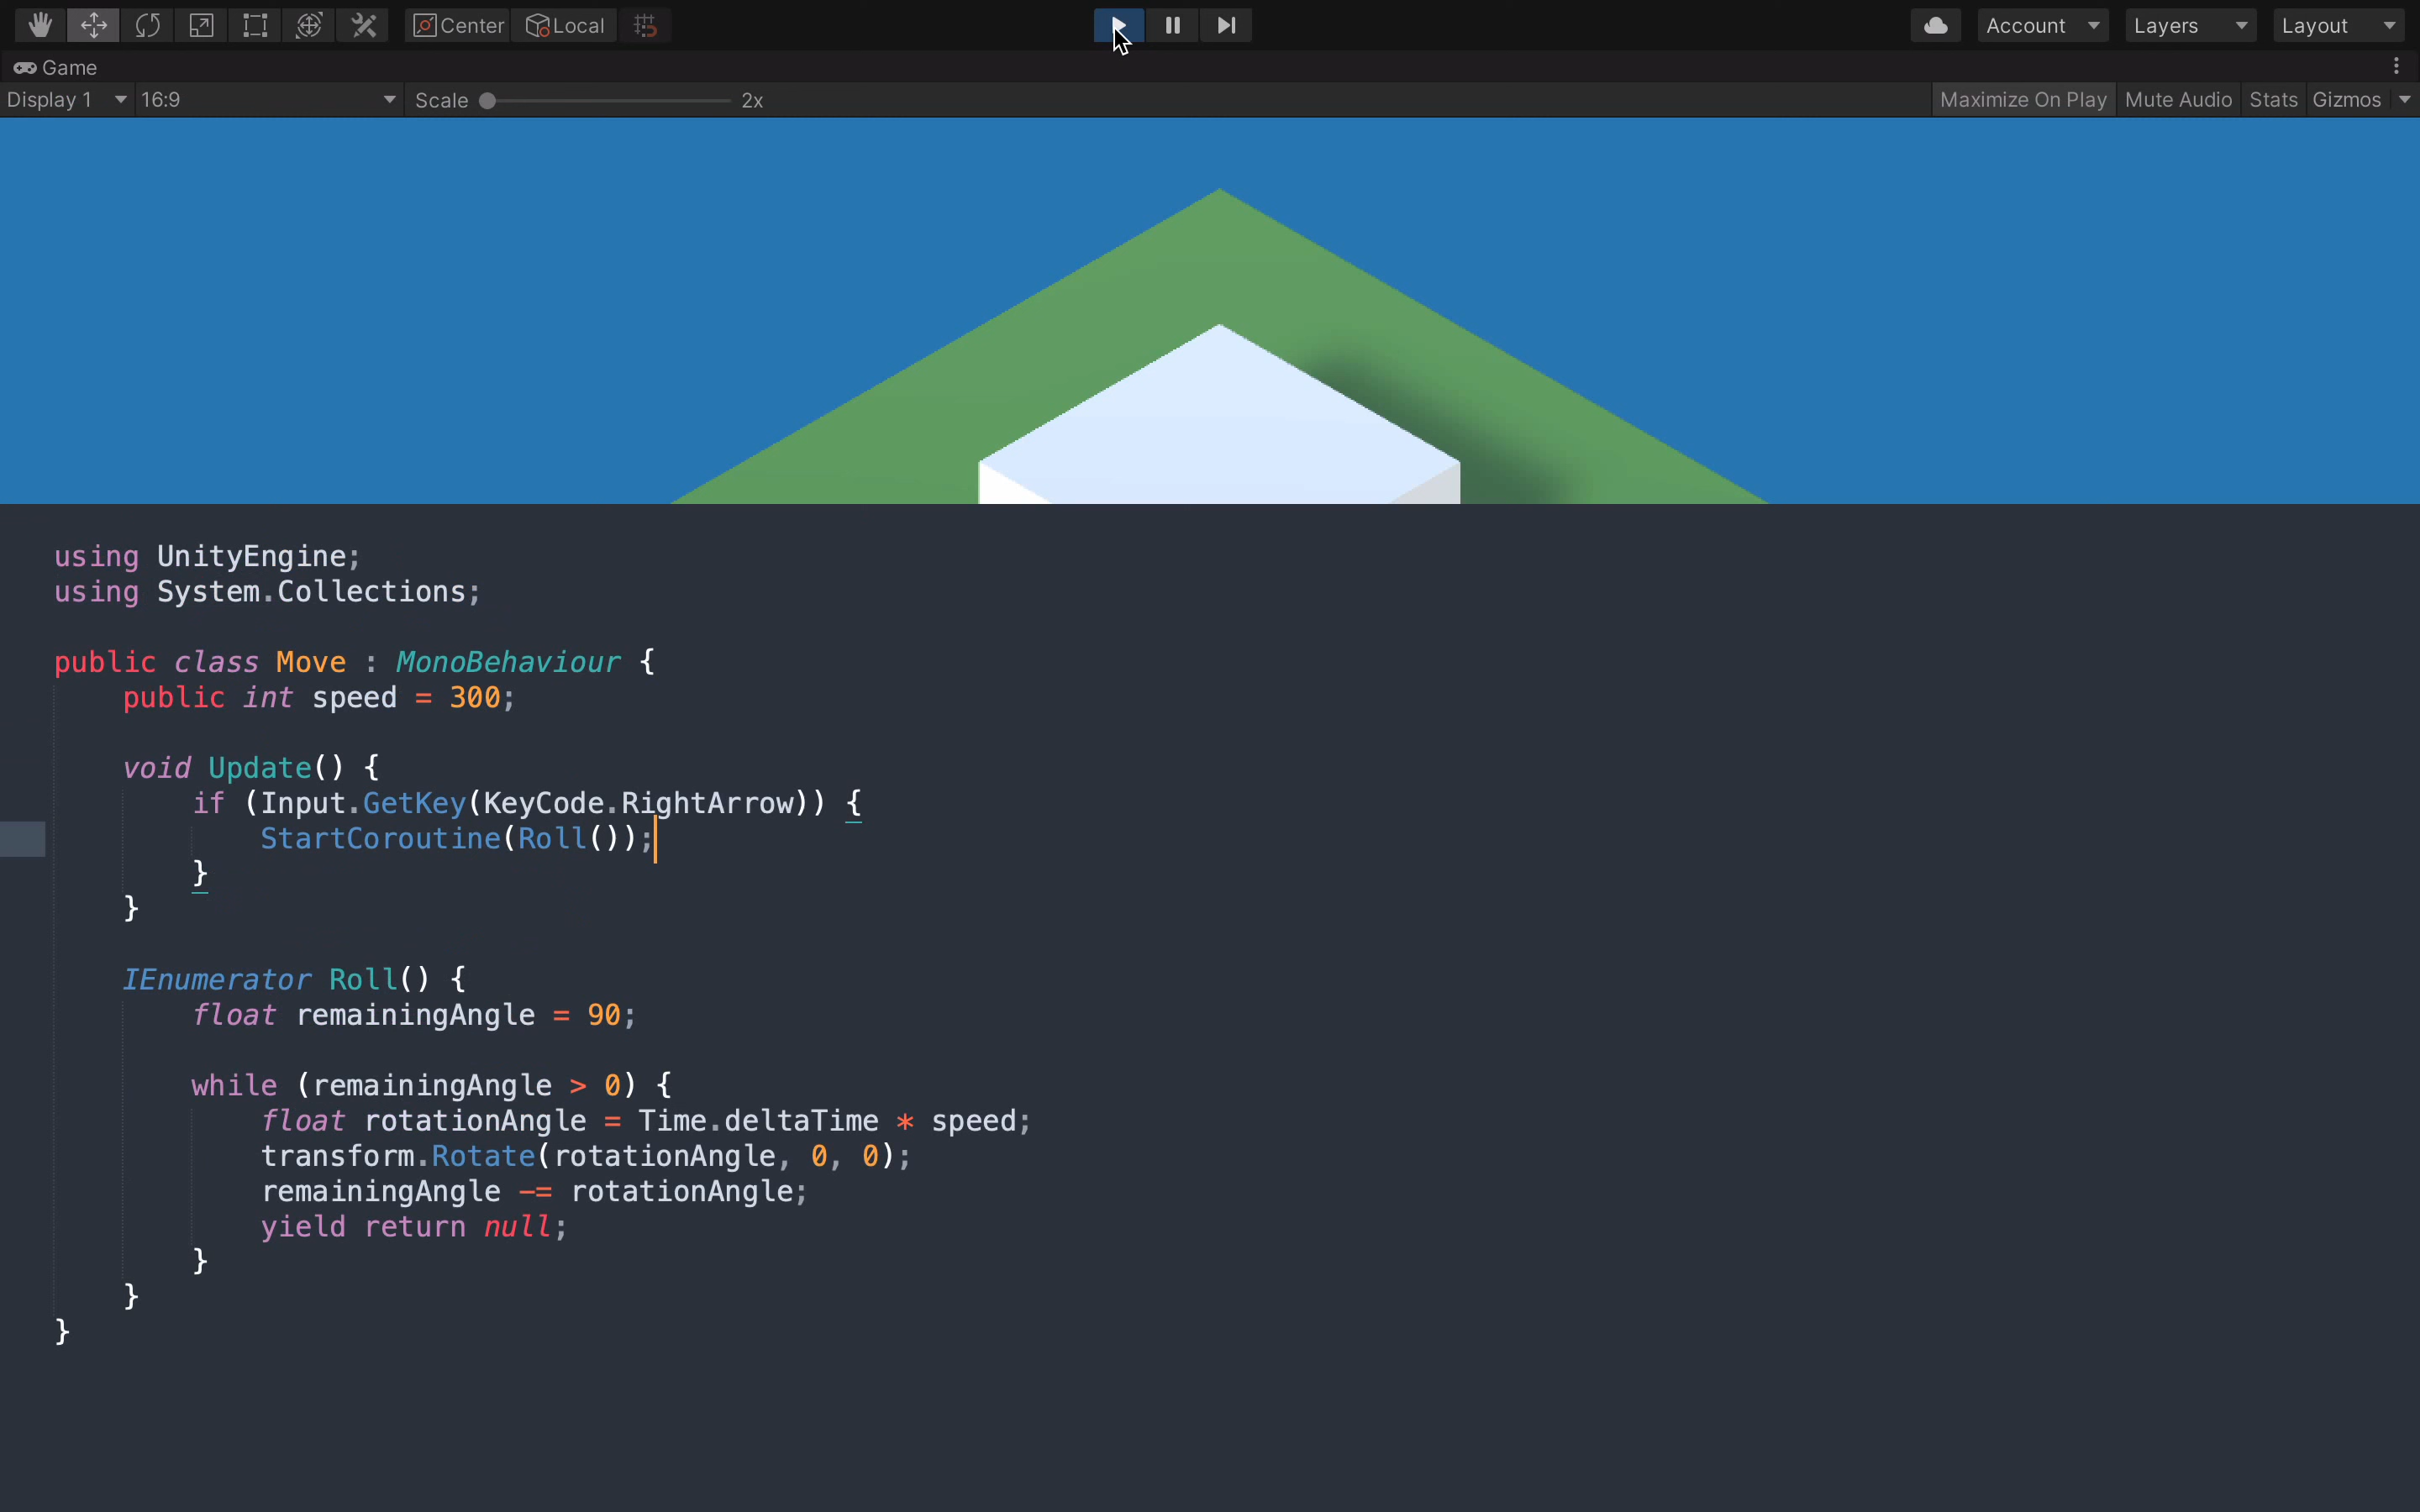 Center Local Account Layers Layout
Game
Display 1 16:9 Scale 2x Maximize On Play Mute Audio Stats Gizmos
using UnityEngine;
using System.Collections;
public class Move : MonoBehaviour {
public int speed = 300;
void Update() {
if (Input.GetKey(KeyCode.RightArrow)) {
StartCoroutine(Roll());
}
}
IEnumerator Roll() {
float remainingAngle = 90;
while (remainingAngle > 0) {
float rotationAngle = Time.deltaTime * speed;
transform.Rotate(rotationAngle, 0, 0);
remainingAngle -= rotationAngle;
yield return null;
}
}
}